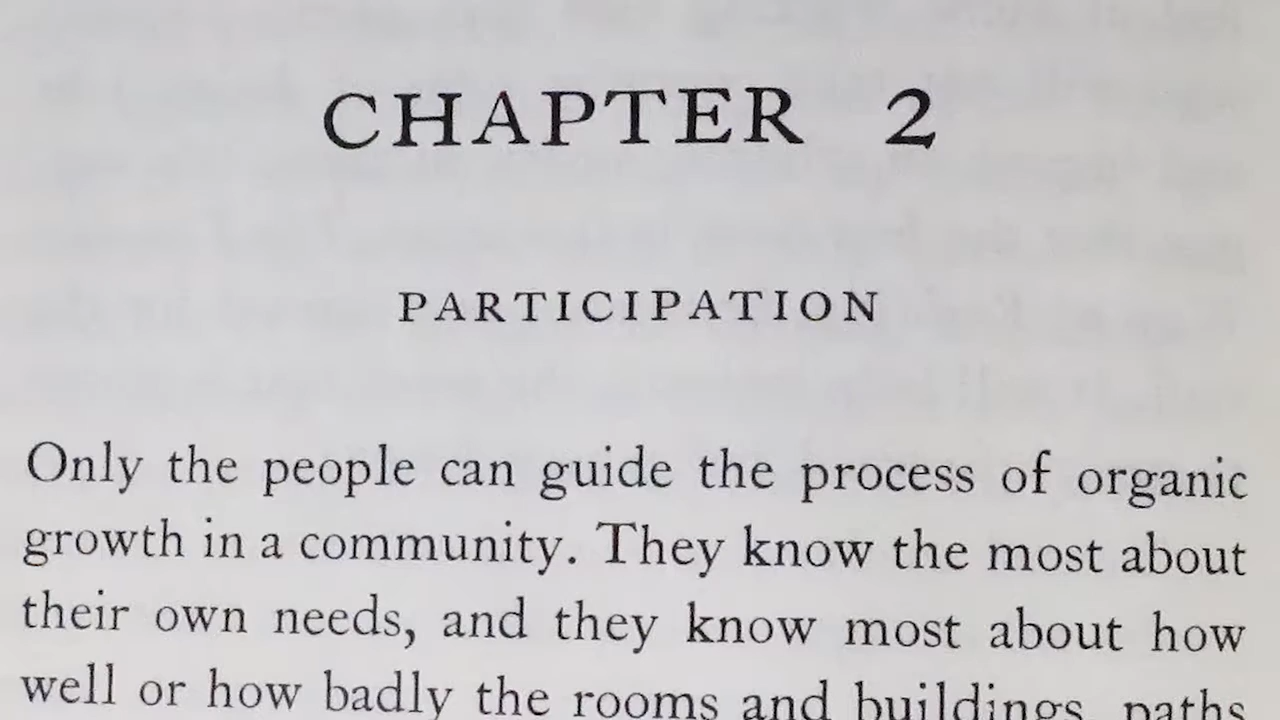 CHAPTER 2
PARTICIPATION
Only the people can guide the process of organic
growth in a community. They know the most about
their own needs, and they know most about how
well or how badly the rooms and buildings, paths